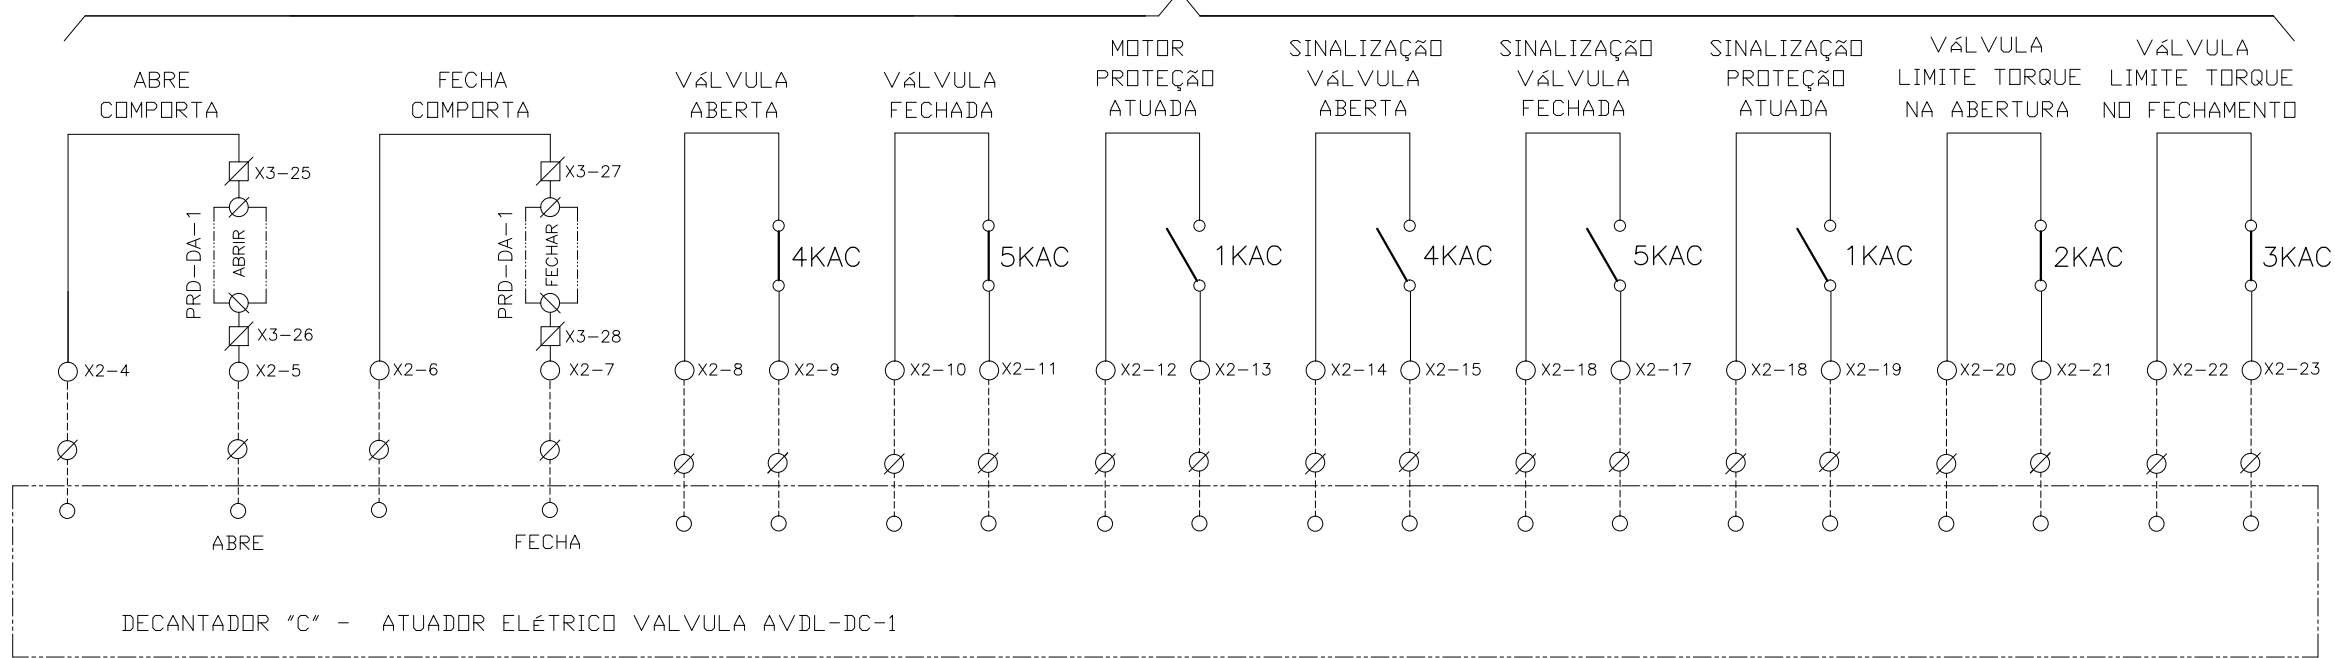 ABRE
COMPORTA
FECHA
COMPORTA
VáLVULA
ABERTA
VáLVULA
FECHADA
MOTOR
PROTEÇãO
ATUADA
SINALIZAÇãO
VáLVULA
ABERTA
SINALIZAÇãO
VáLVULA
FECHADA
SINALIZAÇãO
PROTEÇãO
ATUADA
VáLVULA
LIMITE TORQUE
NA ABERTURA
VáLVULA
LIMITE TORQUE
NO FECHAMENTO
X3-25
PRD-DA-1
ABRIR
X3-26
X3-27
PRD-DA-1
FECHAR
X3-28
4KAC
5KAC
1KAC
4KAC
5KAC
1KAC
2KAC
3KAC
X2-4
X2-5
X2-6
X2-7
X2-8
X2-9
X2-10
X2-11
X2-12
X2-13
X2-14
X2-15
X2-18
X2-17
X2-18
X2-19
X2-20
X2-21
X2-22
X2-23
ABRE
FECHA
DECANTADOR "C" - ATUADOR ELéTRICO VALVULA AVDL-DC-1